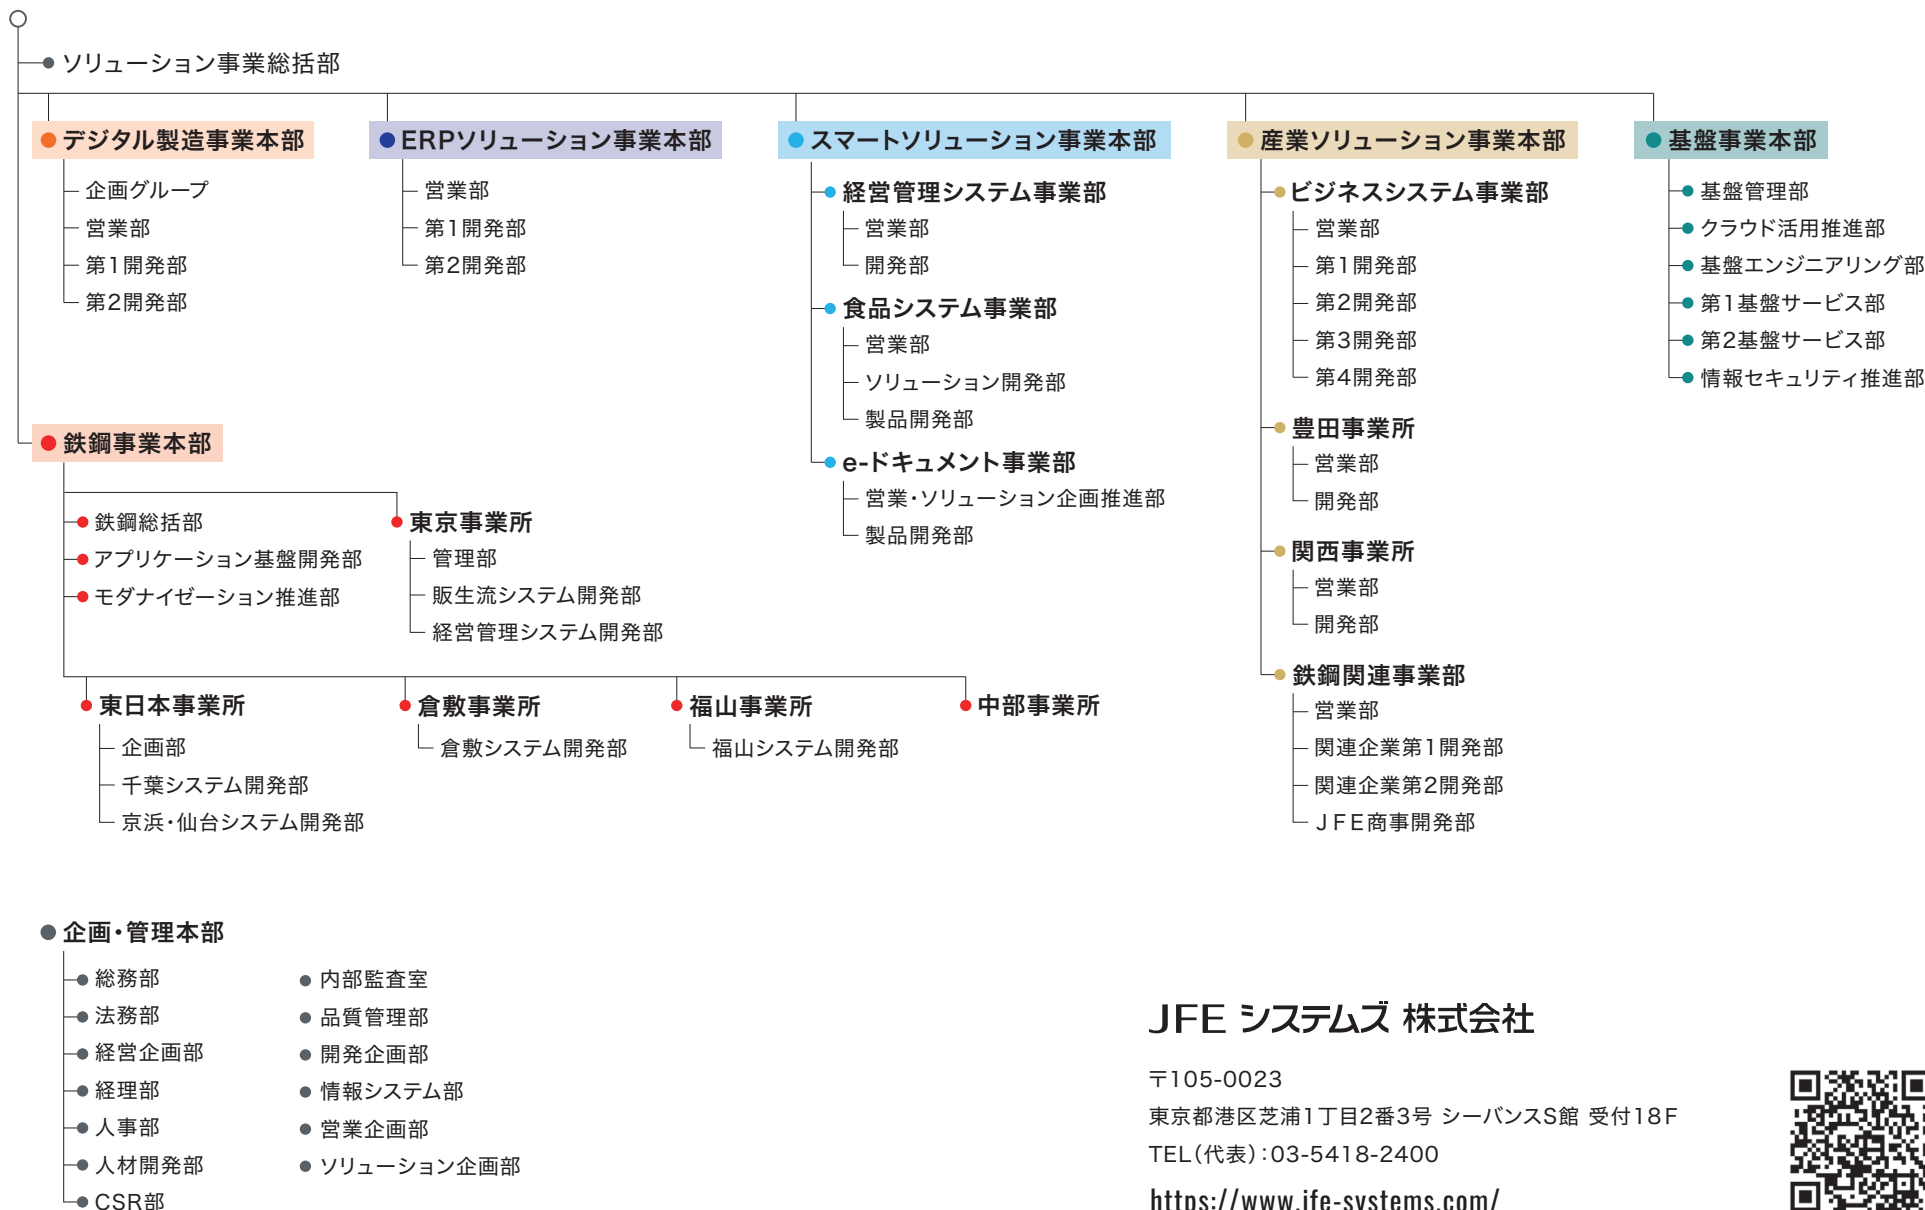 ソリューション事業総括部
デジタル製造事業本部
企画グループ
営業部
第1開発部
第2開発部
ERPソリューション事業本部
営業部
第1開発部
第2開発部
スマートソリューション事業本部
経営管理システム事業部
営業部
開発部
食品システム事業部
営業部
ソリューション開発部
製品開発部
e-ドキュメント事業部
営業・ソリューション企画推進部
製品開発部
産業ソリューション事業本部
ビジネスシステム事業部
営業部
第1開発部
第2開発部
第3開発部
第4開発部
豊田事業所
営業部
開発部
関西事業所
営業部
開発部
鉄鋼関連事業部
営業部
関連企業第1開発部
関連企業第2開発部
JFE商事開発部
基盤事業本部
基盤管理部
クラウド活用推進部
基盤エンジニアリング部
第1基盤サービス部
第2基盤サービス部
情報セキュリティ推進部
鉄鋼事業本部
鉄鋼総括部
アプリケーション基盤開発部
モダナイゼーション推進部
東京事業所
管理部
販生流システム開発部
経営管理システム開発部
東日本事業所
企画部
千葉システム開発部
京浜・仙台システム開発部
倉敷事業所
倉敷システム開発部
福山事業所
福山システム開発部
中部事業所
企画・管理本部
総務部
法務部
経営企画部
経理部
人事部
人材開発部
CSR部
内部監査室
品質管理部
開発企画部
情報システム部
営業企画部
ソリューション企画部
JFE システムズ 株式会社
〒105-0023
東京都港区芝浦1丁目2番3号 シーバンスS館 受付18F
TEL(代表):03-5418-2400
https://www.jfe-systems.com/